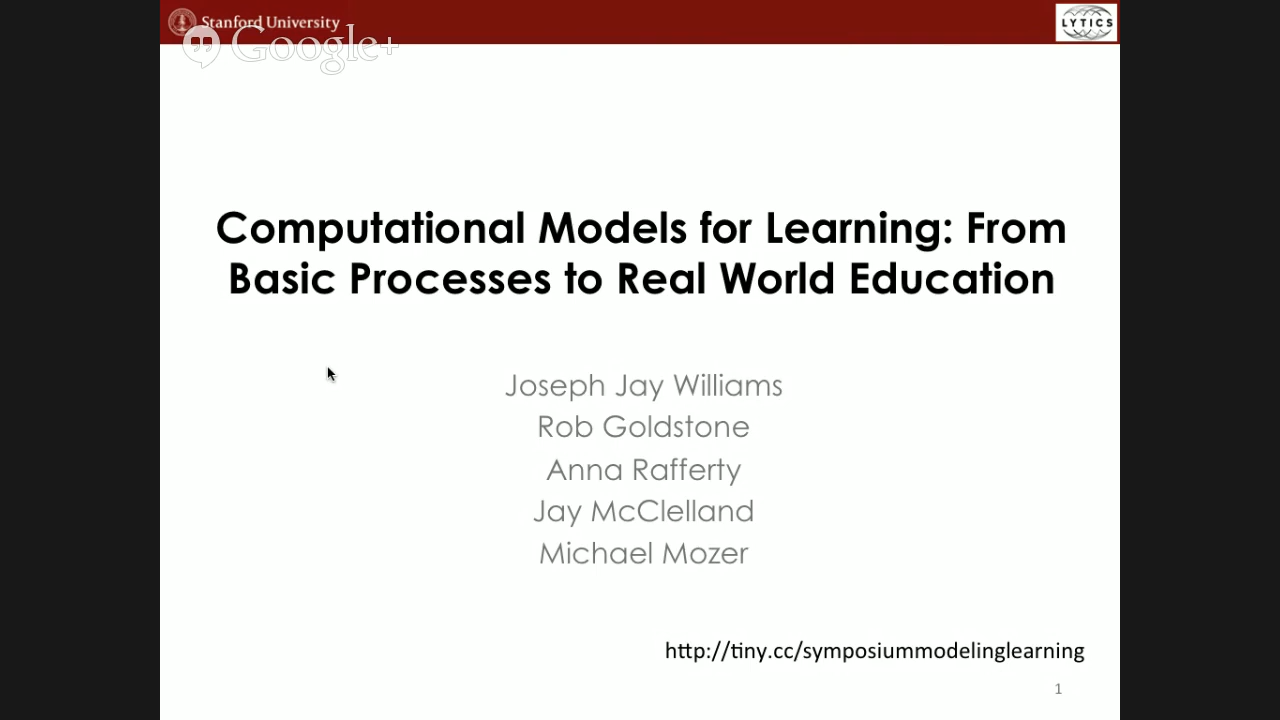 Stanford University
Google+
LYTICS
Computational Models for Learning: From
Basic Processes to Real World Education
Joseph Jay Williams
Rob Goldstone
Anna Rafferty
Jay McClelland
Michael Mozer
http://tiny.cc/symposiummodelinglearning
1